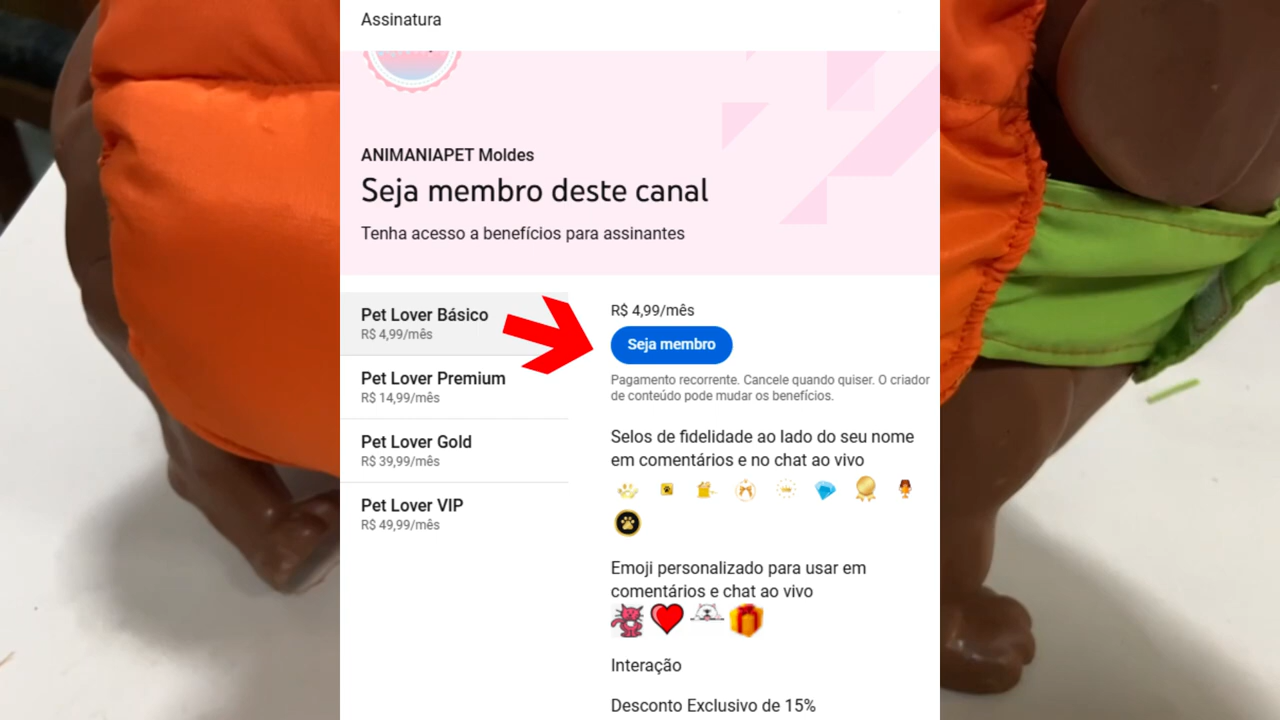 Assinatura
ANIMANIAPET Moldes
Seja membro deste canal
Tenha acesso a benefícios para assinantes
Pet Lover Básico
R$ 4,99/mês
Pet Lover Premium
R$ 14,99/mês
Pet Lover Gold
R$ 39,99/mês
Pet Lover VIP
R$ 49,99/mês
R$ 4,99/mês
Seja membro
Pagamento recorrente. Cancele quando quiser. O criador
de conteúdo pode mudar os benefícios.
Selos de fidelidade ao lado do seu nome
em comentários e no chat ao vivo
Emoji personalizado para usar em
comentários e chat ao vivo
Interação
Desconto Exclusivo de 15%